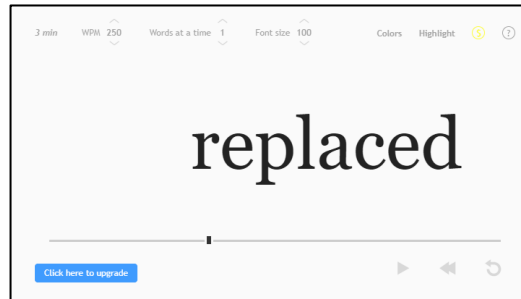 3 min WPM 250 Words at a time 1 Font size 100 Colors Highlight $ ?
replaced
Click here to upgrade